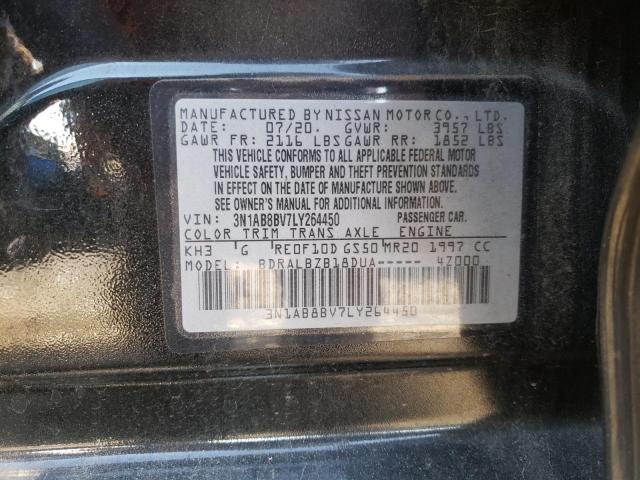 MANUFACTURED BY NISSAN MOTOR CO., LTD.
DATE: 07/20. GVWR: 3957 LBS
GAWR FR: 2116 LBS GAWR RR: 1852 LBS
THIS VEHICLE CONFORMS TO ALL APPLICABLE FEDERAL MOTOR
VEHICLE SAFETY, BUMPER AND THEFT PREVENTION STANDARDS
IN EFFECT ON THE DATE OF MANUFACTURE SHOWN ABOVE.
SEE OWNER'S MANUAL FOR ADDITIONAL INFORMATION.
VIN: 3N1AB8BV7LY264450 PASSENGER CAR.
COLOR TRIM TRANS AXLE ENGINE
KH3 G RE0F10D GS50 MR20 1997 CC
MODEL: BDRALBZB18DUA----- 4Z000
3N1AB8BV7LY264450